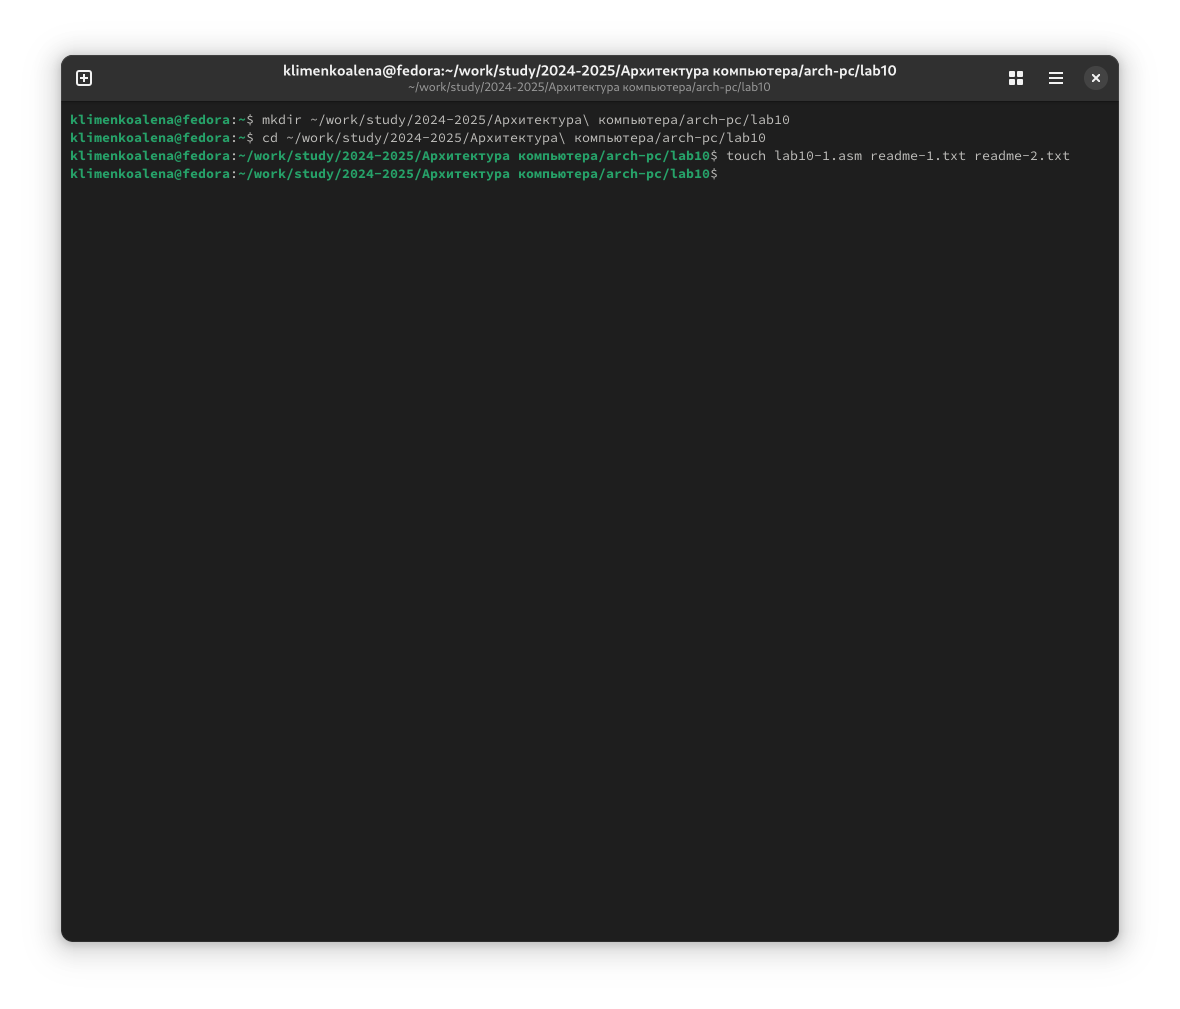 klimenkoalena@fedora:~/work/study/2024-2025/Архитектура компьютера/arch-pc/lab10
~/work/study/2024-2025/Архитектура компьютера/arch-pc/lab10
klimenkoalena@fedora:~$ mkdir ~/work/study/2024-2025/Архитектура\ компьютера/arch-pc/lab10
klimenkoalena@fedora:~$ cd ~/work/study/2024-2025/Архитектура\ компьютера/arch-pc/lab10
klimenkoalena@fedora:~/work/study/2024-2025/Архитектура компьютера/arch-pc/lab10$ touch lab10-1.asm readme-1.txt readme-2.txt
klimenkoalena@fedora:~/work/study/2024-2025/Архитектура компьютера/arch-pc/lab10$